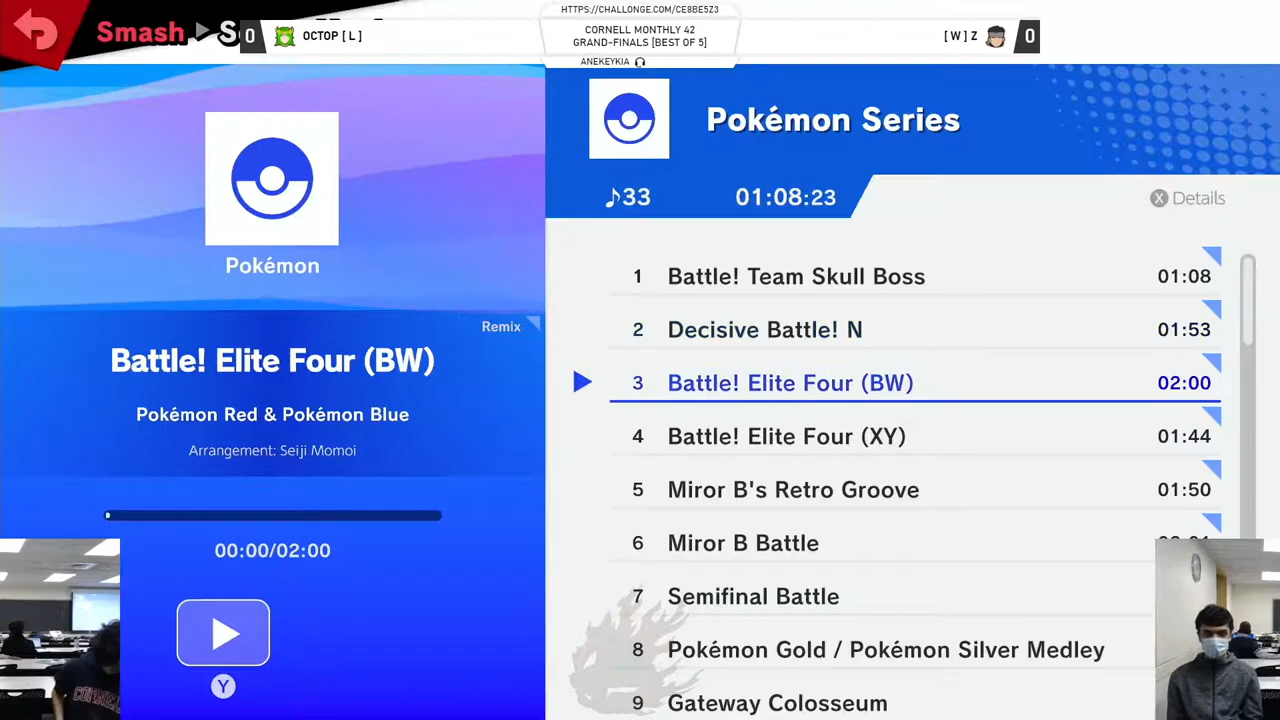 HTTPS://CHALLONGE.COM/CE8BE5Z3
Smash
0 OCTOP [ L ]
CORNELL MONTHLY 42
GRAND-FINALS [BEST OF 5]
[ W ] Z 0
ANEKEYKIA
Pokémon Series
♪33 01:08:23
X Details
Pokémon
Remix
Battle! Elite Four (BW)
Pokémon Red & Pokémon Blue
Arrangement: Seiji Momoi
00:00/02:00
Y
1 Battle! Team Skull Boss 01:08
2 Decisive Battle! N 01:53
3 Battle! Elite Four (BW) 02:00
4 Battle! Elite Four (XY) 01:44
5 Miror B's Retro Groove 01:50
6 Miror B Battle
7 Semifinal Battle
8 Pokémon Gold / Pokémon Silver Medley
9 Gateway Colosseum